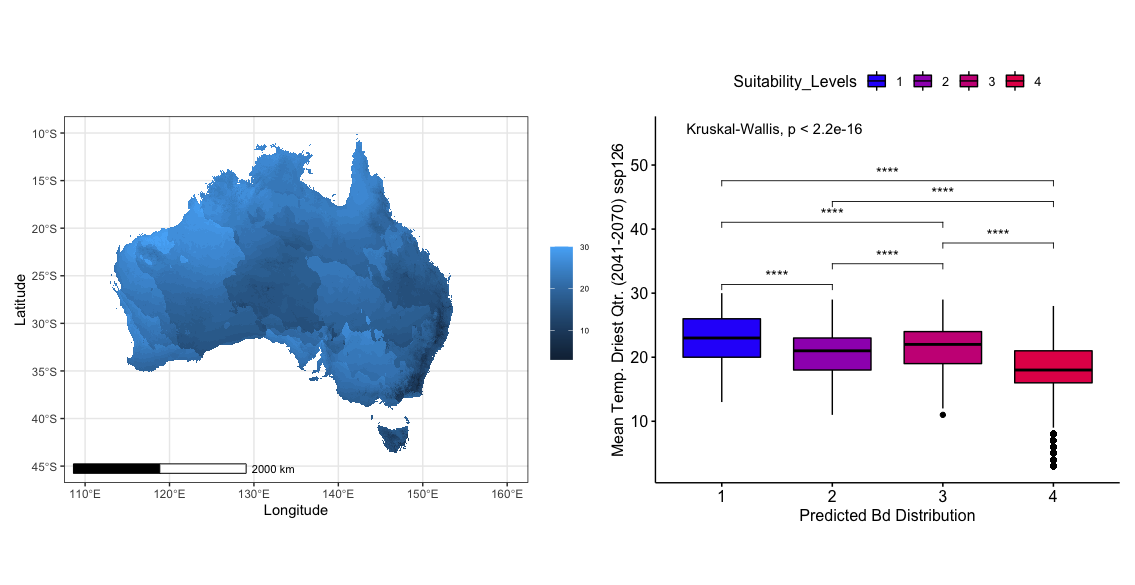 10°S
15°S
20°S
25°S
30°S
35°S
40°S
45°S
Latitude
2000 km
110°E 120°E 130°E 140°E 150°E 160°E
Longitude
30
20
10
Suitability_Levels 1 2 3 4
Kruskal-Wallis, p < 2.2e-16
****
****
****
****
****
****
Mean Temp. Driest Qtr. (2041-2070) ssp126
50
40
30
20
10
1 2 3 4
Predicted Bd Distribution